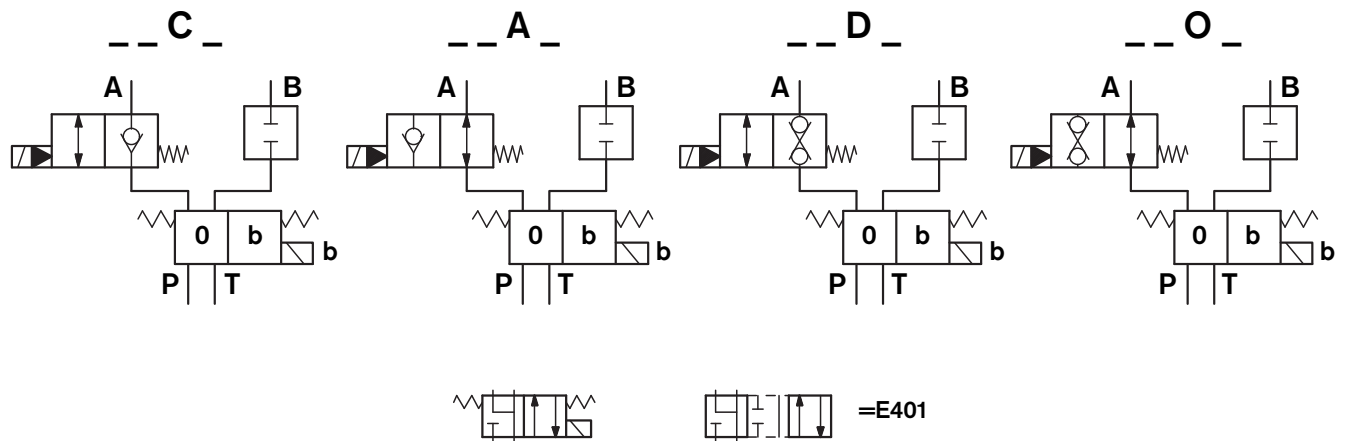 _ _ C _
_ _ A _
_ _ D _
_ _ O _
A B
A B
A B
A B
0 b b
0 b b
0 b b
0 b b
P T
P T
P T
P T
=E401